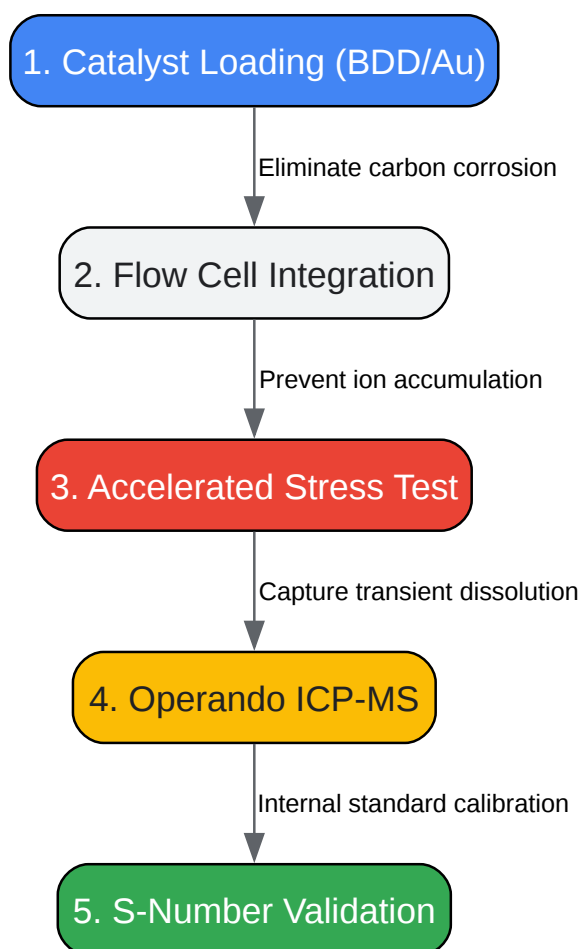 1. Catalyst Loading (BDD/Au)
Eliminate carbon corrosion
2. Flow Cell Integration
Prevent ion accumulation
3. Accelerated Stress Test
Capture transient dissolution
4. Operando ICP-MS
Internal standard calibration
5. S-Number Validation